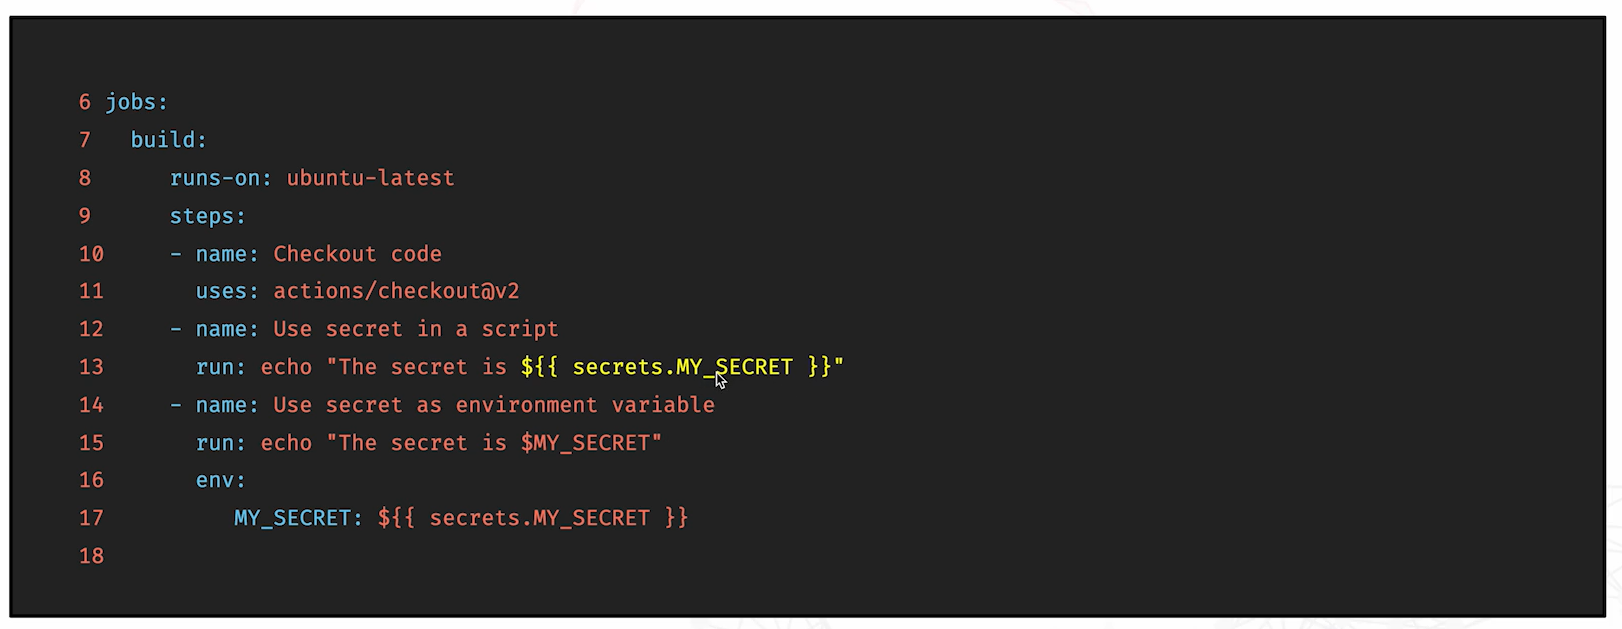 6 jobs:
7   build:
8      runs-on: ubuntu-latest
9      steps:
10     - name: Checkout code
11       uses: actions/checkout@v2
12     - name: Use secret in a script
13       run: echo "The secret is ${{ secrets.MY_SECRET }}"
14     - name: Use secret as environment variable
15       run: echo "The secret is $MY_SECRET"
16       env:
17          MY_SECRET: ${{ secrets.MY_SECRET }}
18